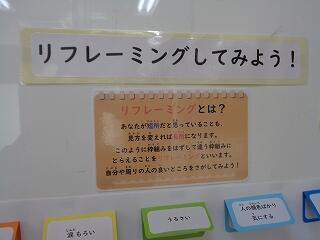 リフレーミングしてみよう！
リフレーミングとは？
あなたが短所だと思っていることも、
見方を変えれば長所になります。
このように枠組みをはずして違う枠組みに
とらえることをリフレーミングといいます。
自分や周りの人の良いところをさがしてみよう！
涙もろい
うるさい
人の顔色ばかり
気にする